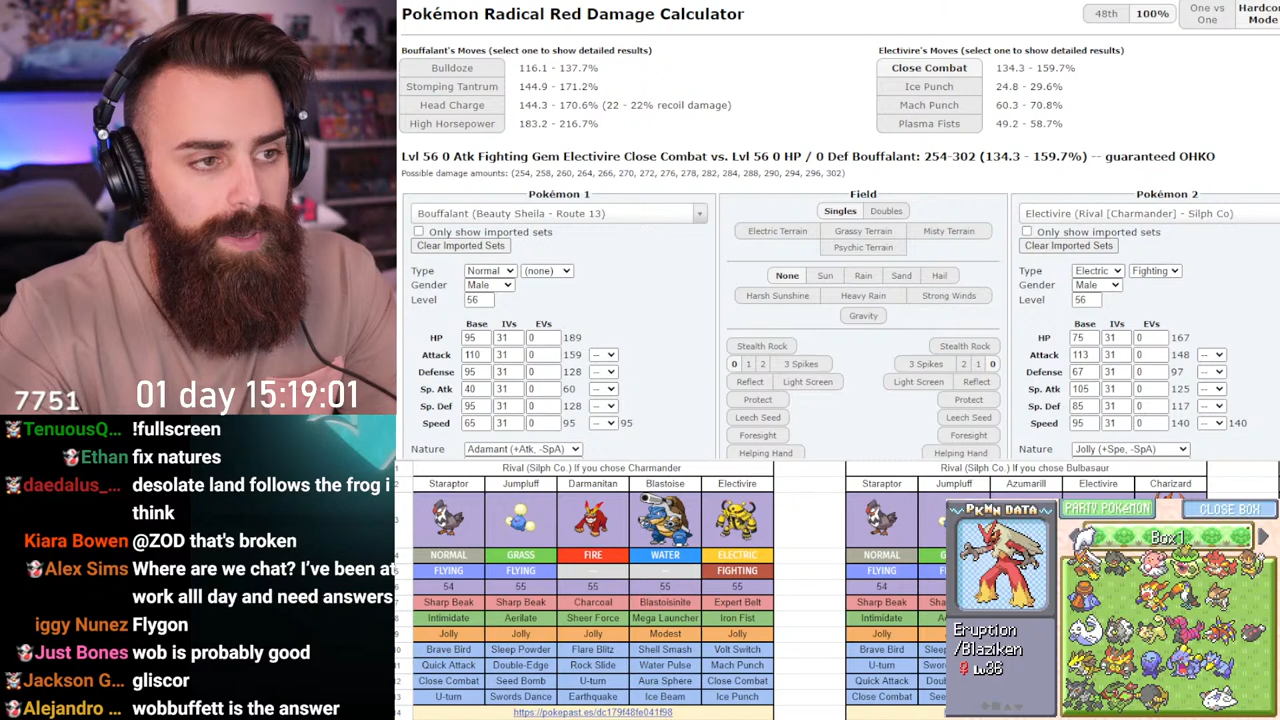 Pokémon Radical Red Damage Calculator
48th 100%
One vs One
Hardcore Mode
Bouffalant's Moves (select one to show detailed results)
Bulldoze 116.1 - 137.7%
Stomping Tantrum 144.9 - 171.2%
Head Charge 144.3 - 170.6% (22 - 22% recoil damage)
High Horsepower 183.2 - 216.7%
Electivire's Moves (select one to show detailed results)
Close Combat 134.3 - 159.7%
Ice Punch 24.8 - 29.6%
Mach Punch 60.3 - 70.8%
Plasma Fists 49.2 - 58.7%
Lvl 56 0 Atk Fighting Gem Electivire Close Combat vs. Lvl 56 0 HP / 0 Def Bouffalant: 254-302 (134.3 - 159.7%) -- guaranteed OHKO
Possible damage amounts: (254, 258, 260, 264, 266, 270, 272, 276, 278, 282, 284, 288, 290, 294, 296, 302)
Pokémon 1
Bouffalant (Beauty Sheila - Route 13)
Only show imported sets
Clear Imported Sets
Type Normal (none)
Gender Male
Level 56
Base IVs EVs
HP 95 31 0 189
Attack 110 31 0 159 --
Defense 95 31 0 128 --
Sp. Atk 40 31 0 60 --
Sp. Def 95 31 0 128 --
Speed 65 31 0 95 -- 95
Nature Adamant (+Atk, -SpA)
Field
Singles Doubles
Electric Terrain Grassy Terrain Misty Terrain
Psychic Terrain
None Sun Rain Sand Hail
Harsh Sunshine Heavy Rain Strong Winds
Gravity
Stealth Rock Stealth Rock
0 1 2 3 Spikes 3 Spikes 2 1 0
Reflect Light Screen Light Screen Reflect
Protect Protect
Leech Seed Leech Seed
Foresight Foresight
Helping Hand Helping Hand
Pokémon 2
Electivire (Rival [Charmander] - Silph Co)
Only show imported sets
Clear Imported Sets
Type Electric Fighting
Gender Male
Level 56
Base IVs EVs
HP 75 31 0 167
Attack 113 31 0 148 --
Defense 67 31 0 97 --
Sp. Atk 105 31 0 125 --
Sp. Def 85 31 0 117 --
Speed 95 31 0 140 -- 140
Nature Jolly (+Spe, -SpA)
7751 01 day 15:19:01
TenuousQ... !fullscreen
Ethan fix natures
daedalus_... desolate land follows the frog i
think
Kiara Bowen @ZOD that's broken
Alex Sims Where are we chat? I've been at
work alll day and need answers
iggy Nunez Flygon
Just Bones wob is probably good
Jackson G... gliscor
Alejandro ... wobbuffett is the answer
Rival (Silph Co.) If you chose Charmander
Staraptor Jumpluff Darmanitan Blastoise Electivire
NORMAL GRASS FIRE WATER ELECTRIC
FLYING FLYING --- --- FIGHTING
54 55 55 55 55
Sharp Beak Sharp Beak Charcoal Blastoisinite Expert Belt
Intimidate Aerilate Sheer Force Mega Launcher Iron Fist
Jolly Jolly Jolly Modest Jolly
Brave Bird Sleep Powder Flare Blitz Shell Smash Volt Switch
Quick Attack Double-Edge Rock Slide Water Pulse Mach Punch
Close Combat Seed Bomb U-turn Aura Sphere Close Combat
U-turn Swords Dance Earthquake Ice Beam Ice Punch
https://pokepast.es/dc179f48fe041f98
Rival (Silph Co.) If you chose Bulbasaur
Staraptor Jumpluff Azumarill Electivire Charizard
NORMAL
FLYING
54
Sharp Beak
Intimidate
Jolly
Brave Bird
U-turn
Quick Attack
Close Combat
PKMN DATA
PARTY POKéMON
CLOSE BOX
Box1
Eruption
/Blaziken
♀ Lv36